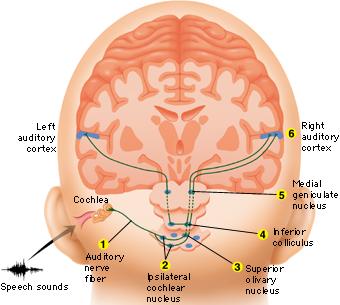 Left
auditory
cortex
6 Right
auditory
cortex
5 Medial
geniculate
nucleus
Cochlea
4 Inferior
colliculus
1
Auditory
nerve
fiber
2
Ipsilateral
cochlear
nucleus
3 Superior
olivary
nucleus
Speech sounds